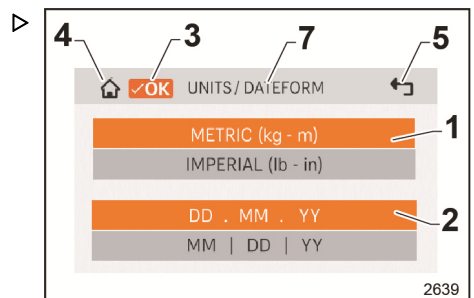 4 3 7 5
✓OK UNITS / DATEFORM
METRIC (kg - m) 1
IMPERIAL (lb - in)
DD . MM . YY 2
MM | DD | YY
2639